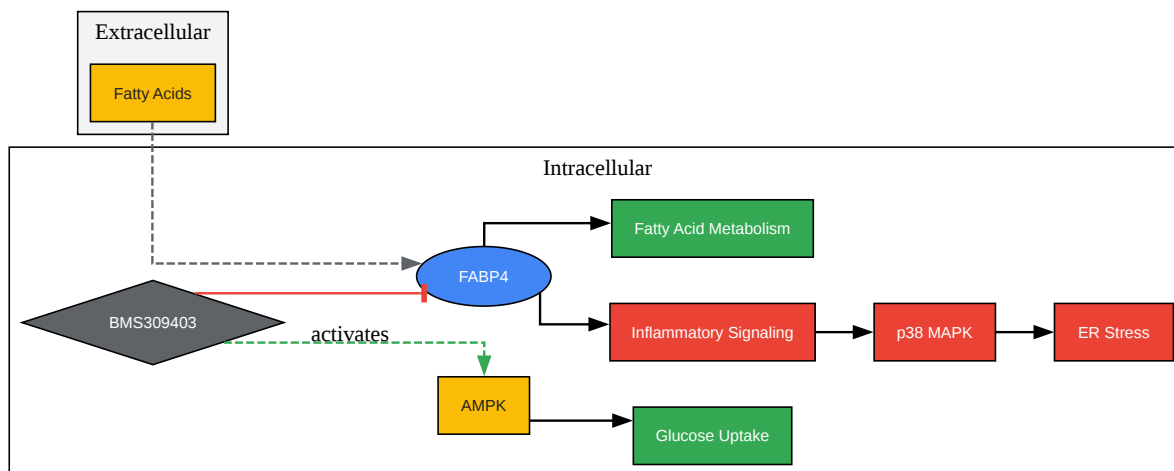 Extracellular
Fatty Acids
Intracellular
Fatty Acid Metabolism
FABP4
BMS309403
activates
Inflammatory Signaling
p38 MAPK
ER Stress
AMPK
Glucose Uptake